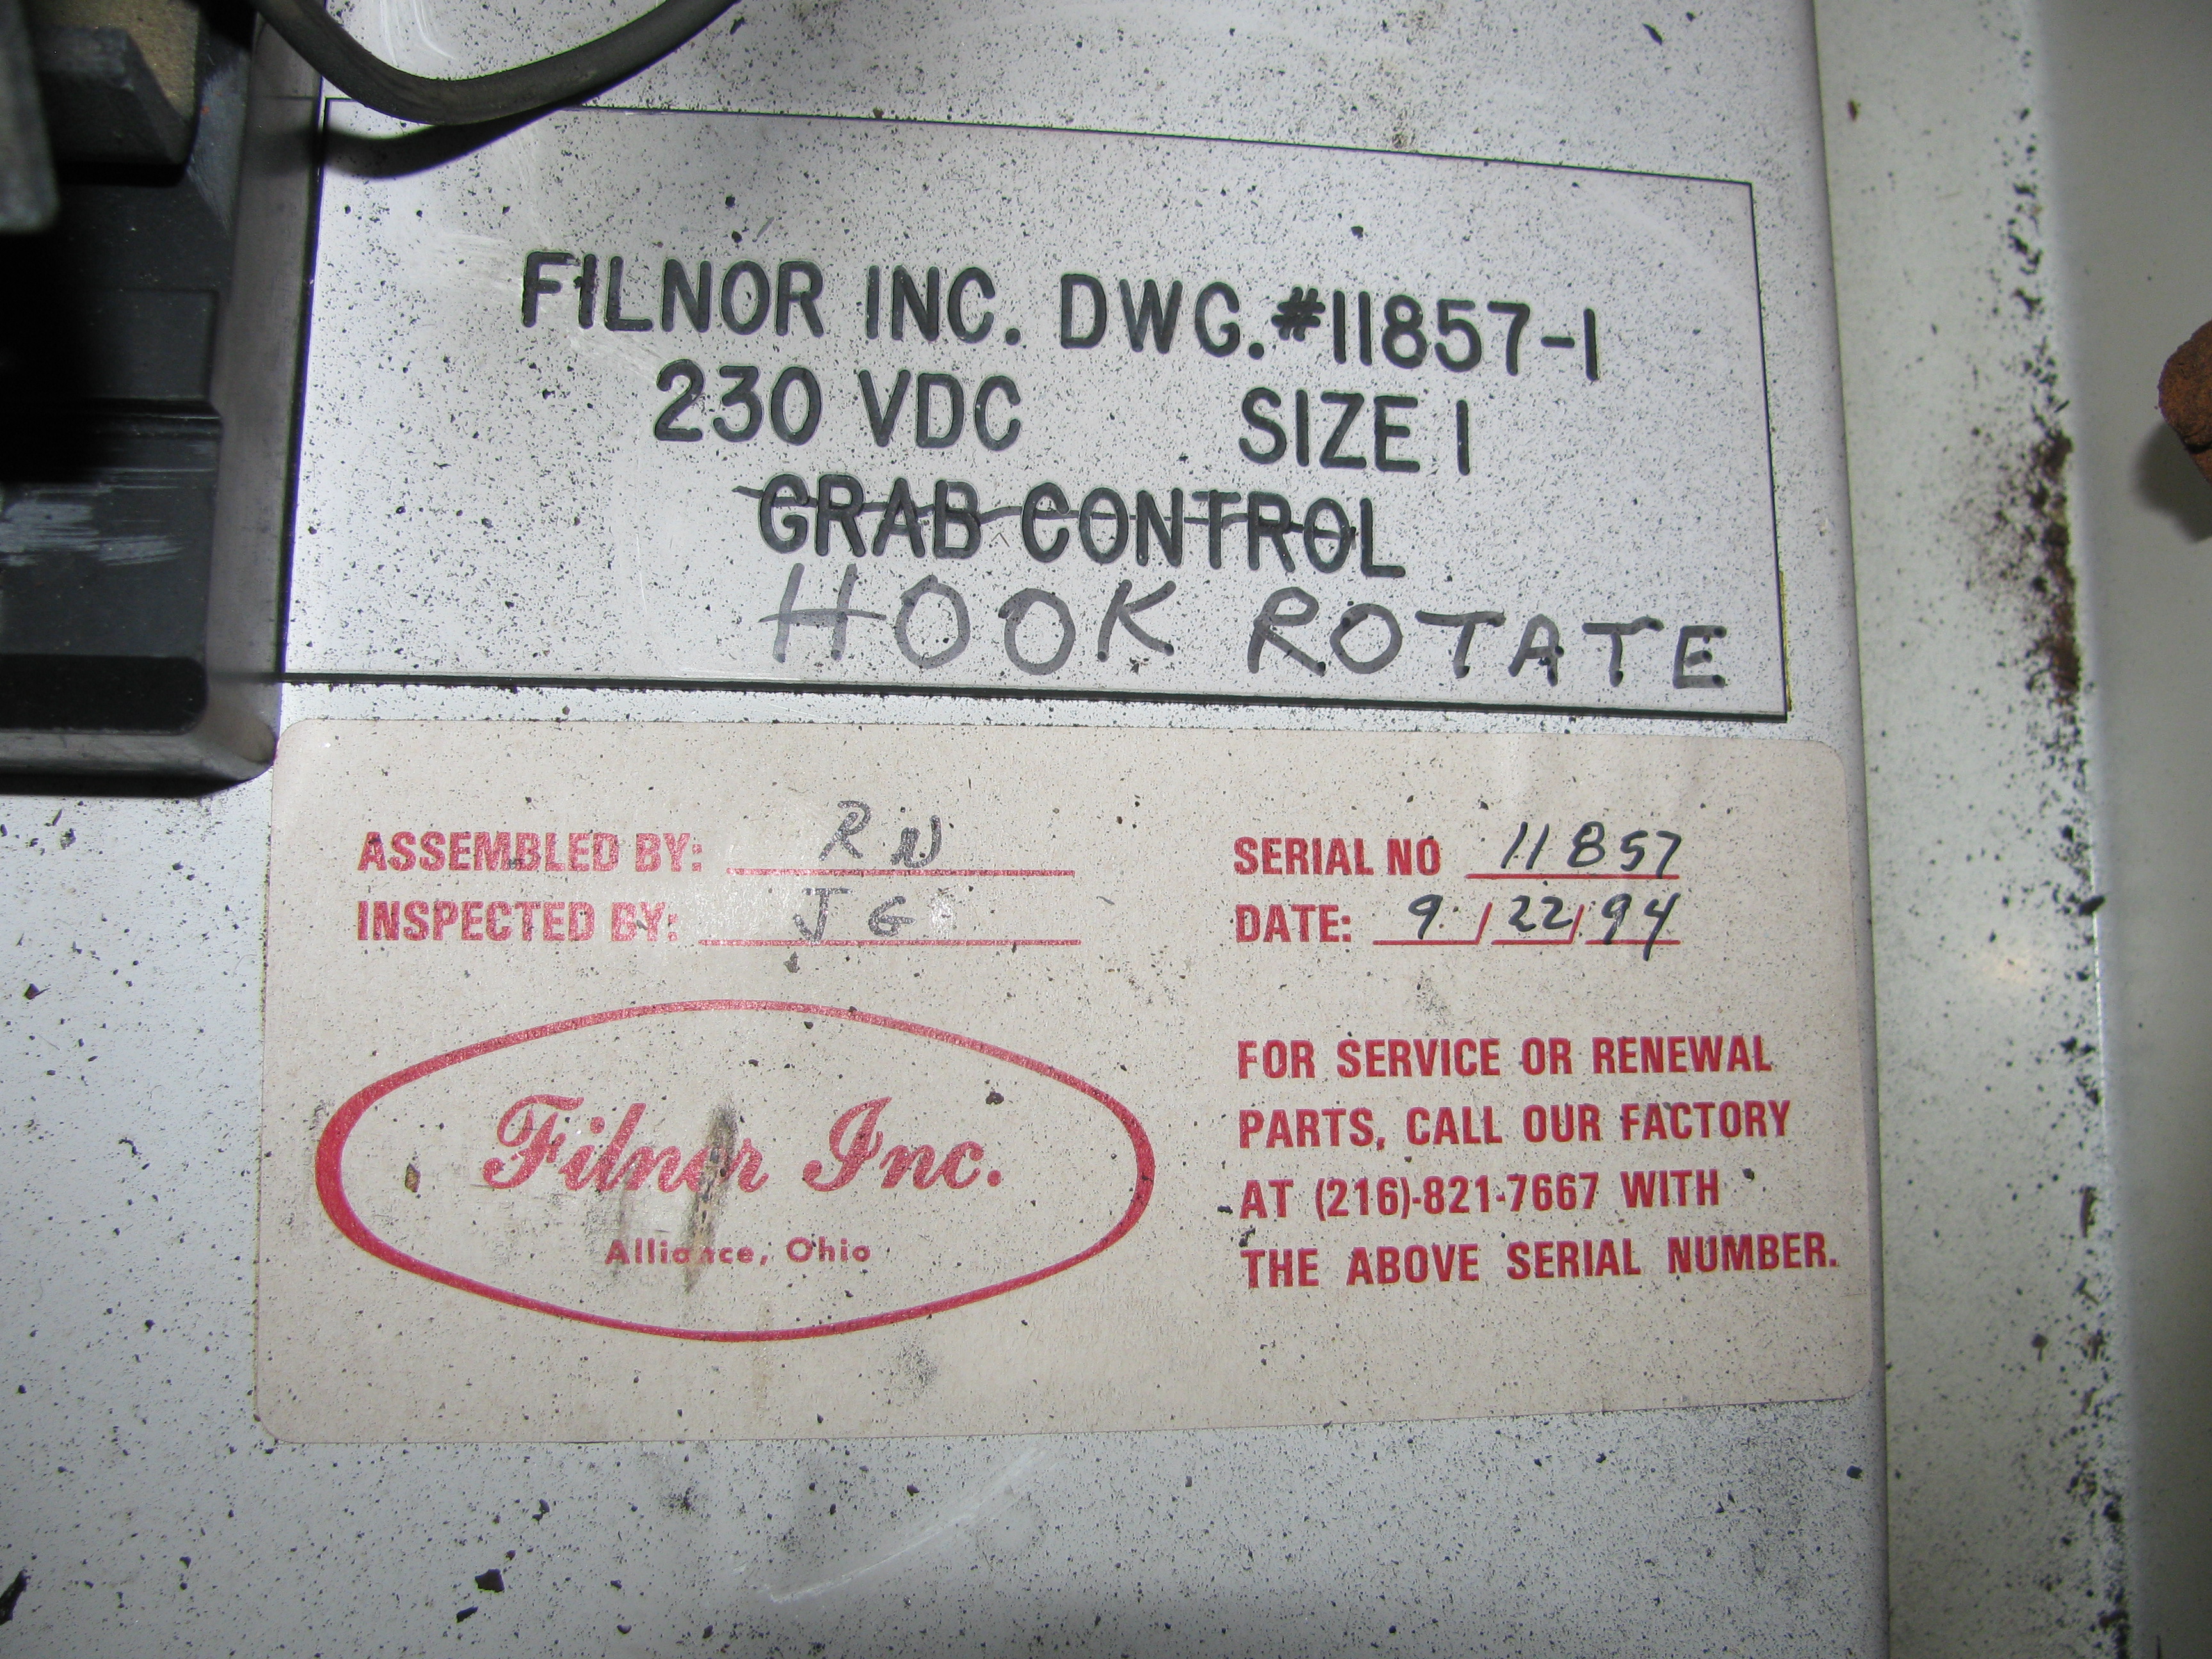 FILNOR INC. DWG. #11857-1
230 VDC SIZE 1
GRAB CONTROL
HOOK ROTATE
ASSEMBLED BY: RN
INSPECTED BY: JG
SERIAL NO 11857
DATE: 9/22/94
Filnor Inc.
Alliance, Ohio
FOR SERVICE OR RENEWAL
PARTS, CALL OUR FACTORY
AT (216)-821-7667 WITH
THE ABOVE SERIAL NUMBER.